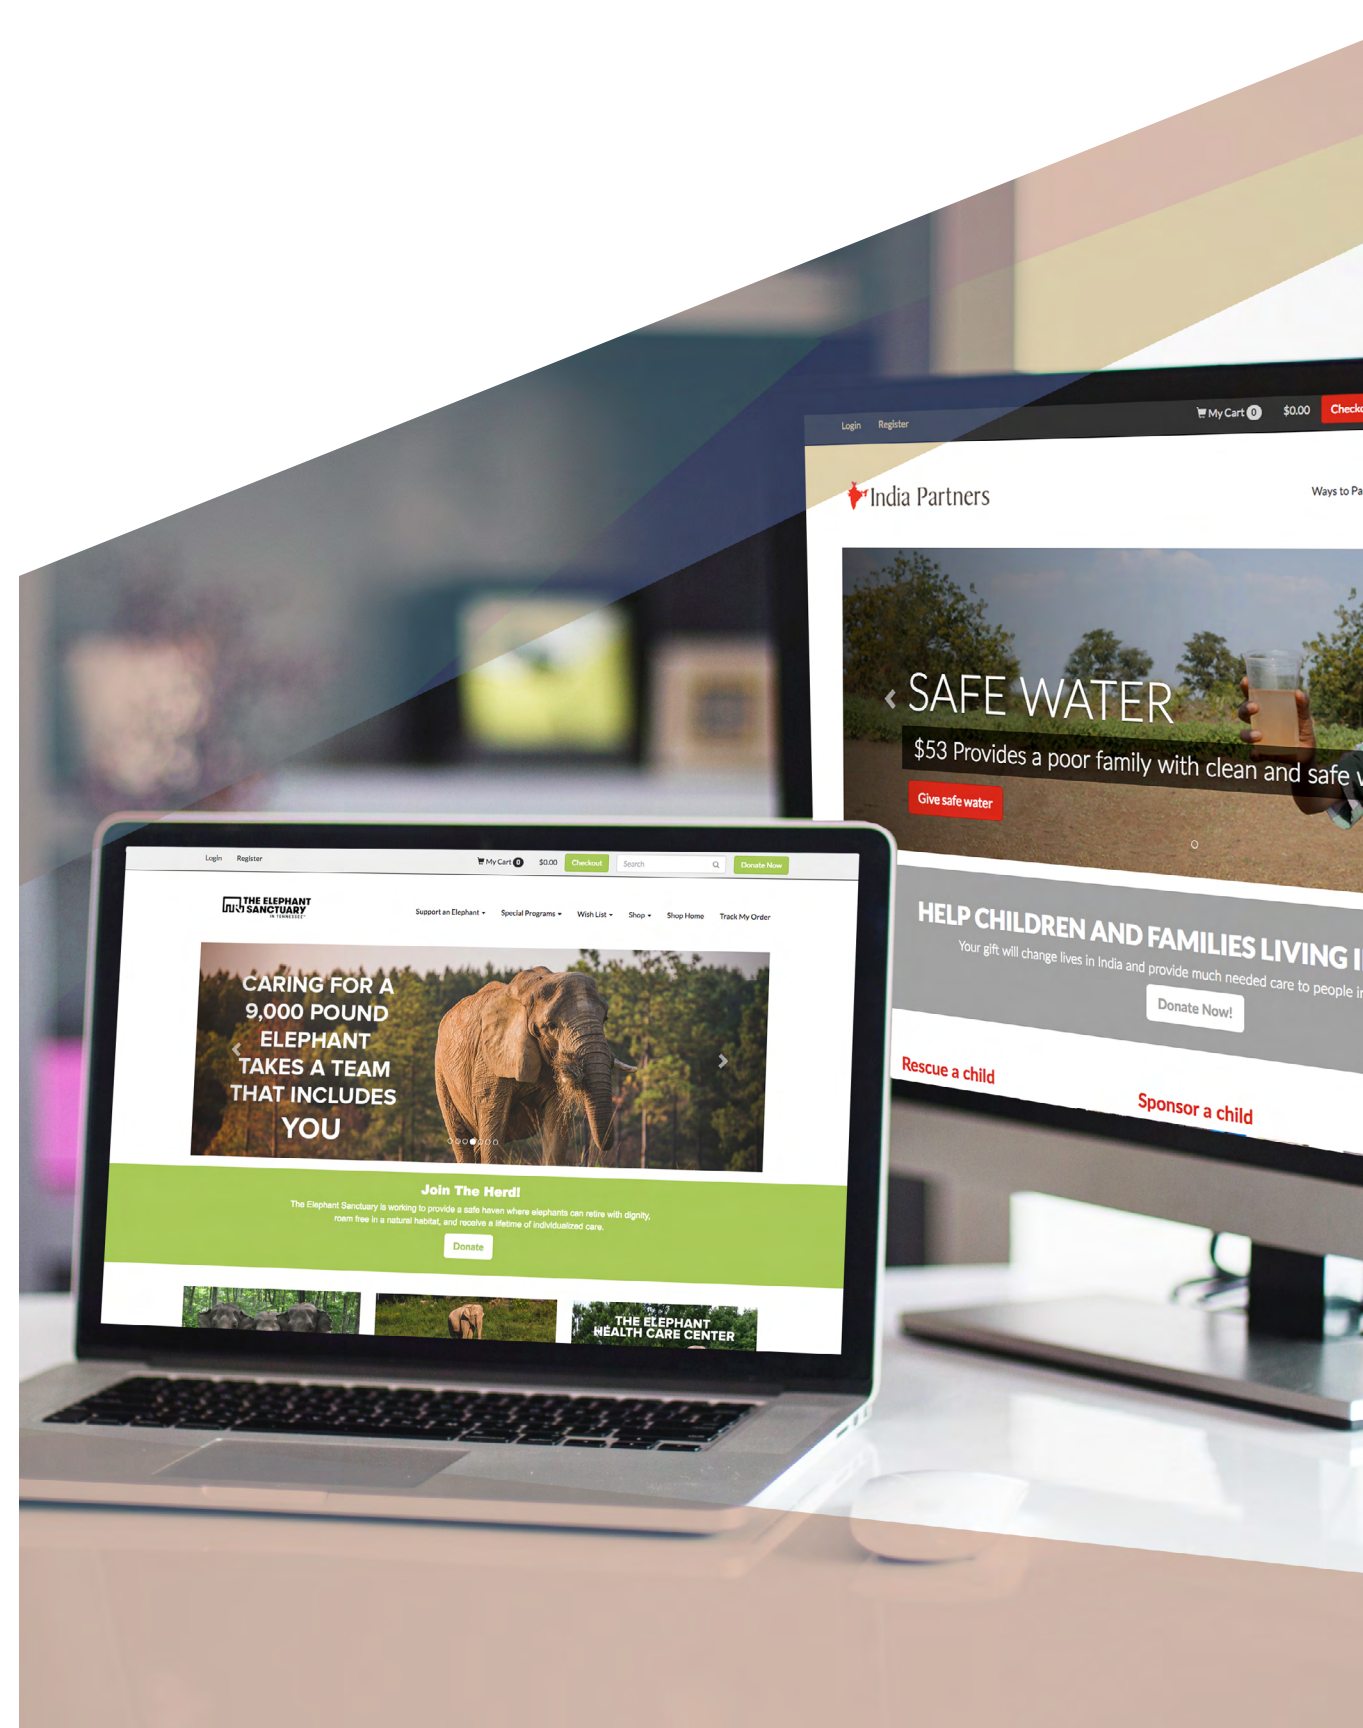 Login Register My Cart 0 $0.00 Checko
India Partners
Ways to Pa
SAFE WATER
$53 Provides a poor family with clean and safe
Give safe water
HELP CHILDREN AND FAMILIES LIVING I
Your gift will change lives in India and provide much needed care to people in
Donate Now!
Rescue a child
Sponsor a child
Login Register My Cart 0 $0.00 Checkout Search Donate Now
THE ELEPHANT
SANCTUARY
IN TENNESSEE
Support an Elephant Special Programs Wish List Shop Shop Home Track My Order
CARING FOR A
9,000 POUND
ELEPHANT
TAKES A TEAM
THAT INCLUDES
YOU
Join The Herd!
The Elephant Sanctuary is working to provide a safe haven where elephants can retire with dignity,
roam free in a natural habitat, and receive a lifetime of individualized care.
Donate
THE ELEPHANT
HEALTH CARE CENTER